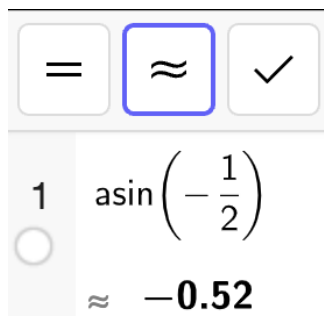 = ≈ ✓
1 asin(-1/2)
≈ −0.52